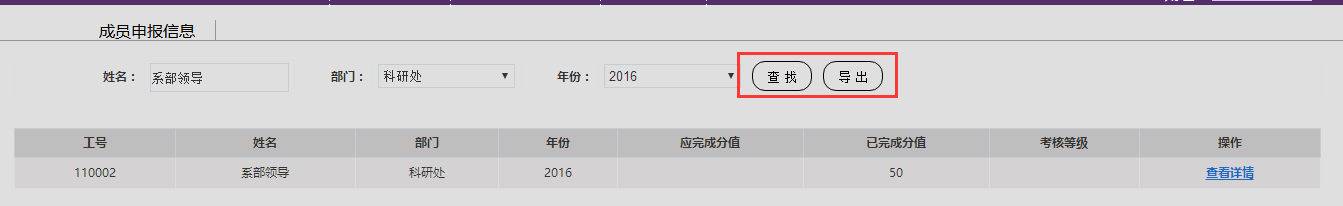 成员申报信息
姓名： 系部领导 部门： 科研处 年份： 2016 查 找 导 出
工号 姓名 部门 年份 应完成分值 已完成分值 考核等级 操作
110002 系部领导 科研处 2016 50 查看详情